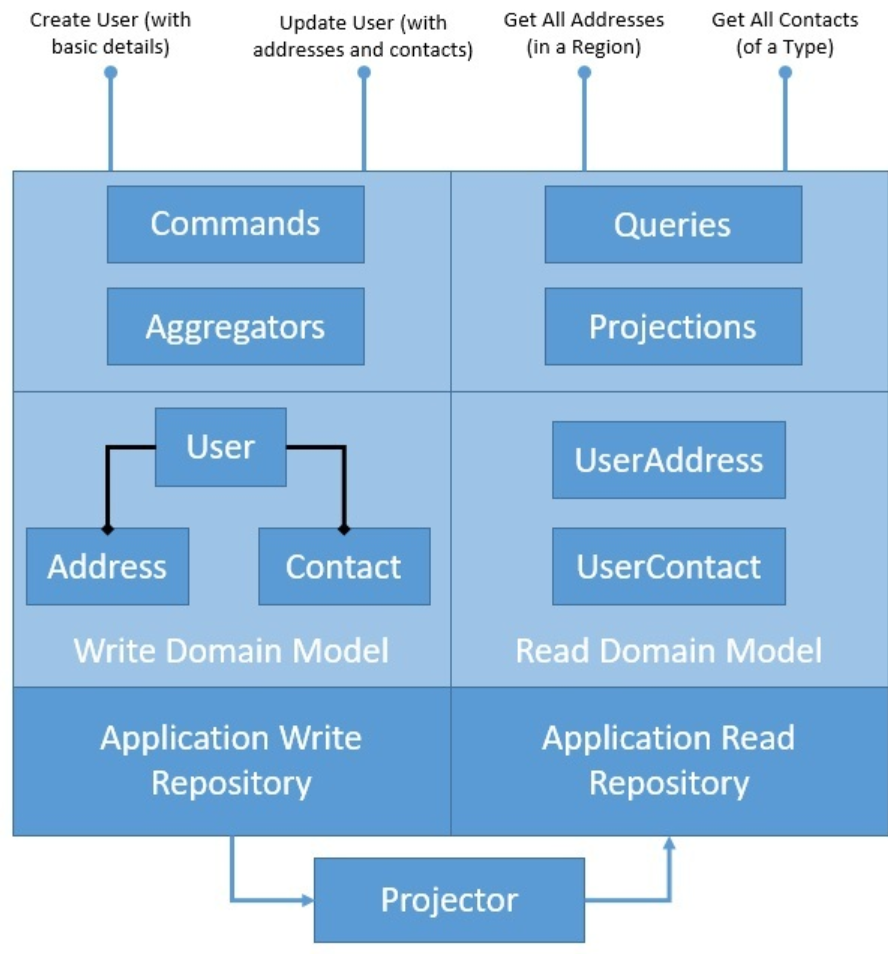 Create User (with
basic details)
Update User (with
addresses and contacts)
Get All Addresses
(in a Region)
Get All Contacts
(of a Type)
Commands
Aggregators
Queries
Projections
User
Address
Contact
Write Domain Model
UserAddress
UserContact
Read Domain Model
Application Write
Repository
Application Read
Repository
Projector